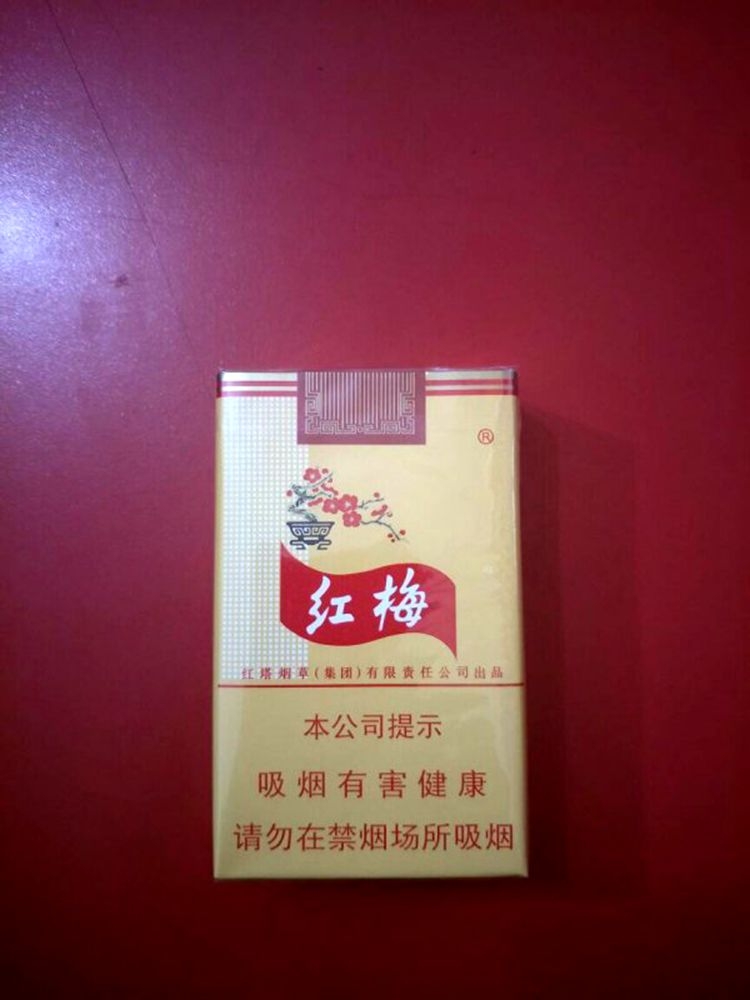 ®
红梅
红塔烟草(集团)有限责任公司出品
本公司提示
吸烟有害健康
请勿在禁烟场所吸烟